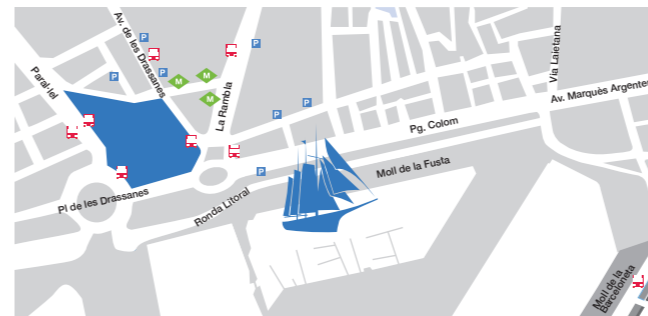 Av. de les Drassanes
P
P
Via Laietana
Paral·lel
P
M
P
P
M
La Rambla
Av. Marquès Argenter
M
P
P
Pg. Colom
Moll de la Fusta
P
Pl de les Drassanes
Ronda Litoral
Moll de la
Barceloneta